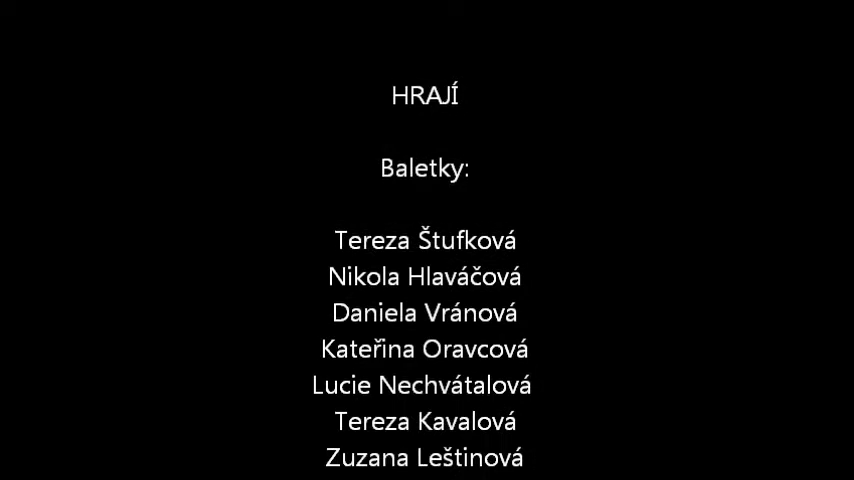 HRAJÍ
Baletky:
Tereza Štufková
Nikola Hlaváčová
Daniela Vránová
Kateřina Oravcová
Lucie Nechvátalová
Tereza Kavalová
Zuzana Leštinová